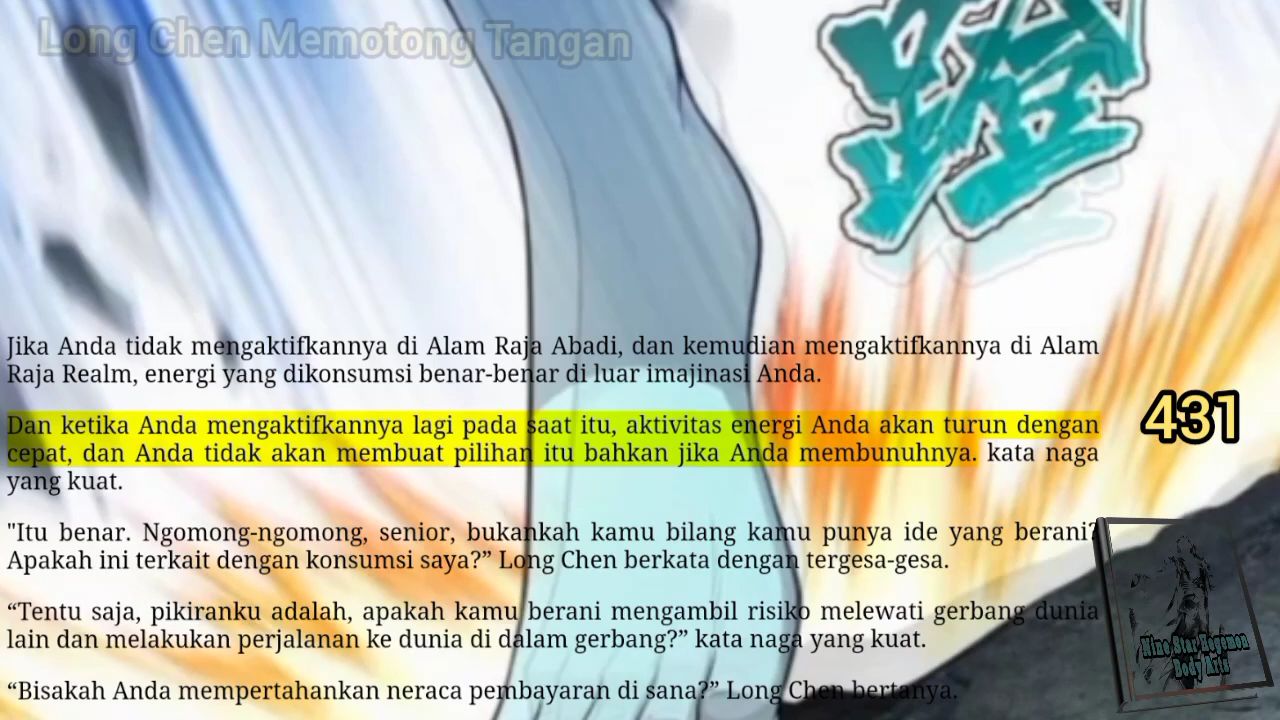 Long Chen Memotong Tangan
Jika Anda tidak mengaktifkannya di Alam Raja Abadi, dan kemudian mengaktifkannya di Alam
Raja Realm, energi yang dikonsumsi benar-benar di luar imajinasi Anda.
Dan ketika Anda mengaktifkannya lagi pada saat itu, aktivitas energi Anda akan turun dengan
cepat, dan Anda tidak akan membuat pilihan itu bahkan jika Anda membunuhnya. kata naga
yang kuat.
431
"Itu benar. Ngomong-ngomong, senior, bukankah kamu bilang kamu punya ide yang berani?
Apakah ini terkait dengan konsumsi saya?” Long Chen berkata dengan tergesa-gesa.
“Tentu saja, pikiranku adalah, apakah kamu berani mengambil risiko melewati gerbang dunia
lain dan melakukan perjalanan ke dunia di dalam gerbang?” kata naga yang kuat.
“Bisakah Anda mempertahankan neraca pembayaran di sana?” Long Chen bertanya.
Nine Star Hegemon
Body Arts